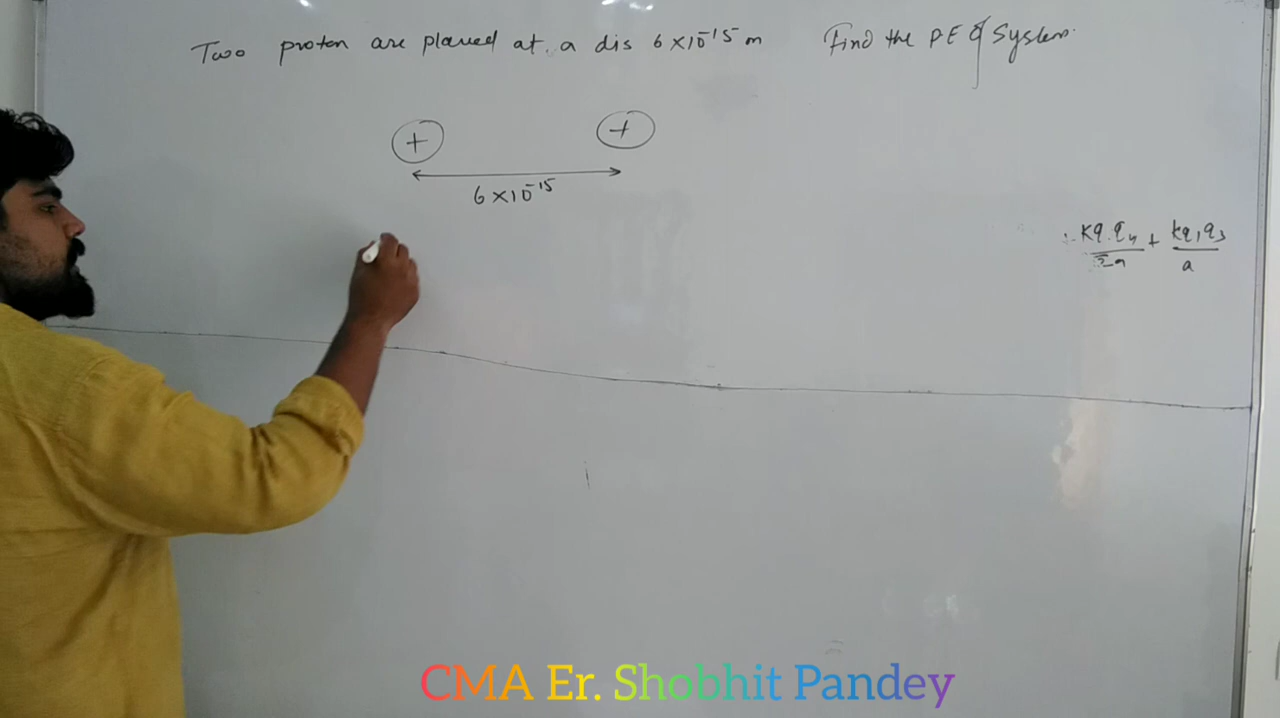 Two proton are placed at a dis 6×10⁻¹⁵ m Find the PE of System.
+ +
6×10⁻¹⁵
+ kq₁q₃
a
CMA Er. Shobhit Pandey